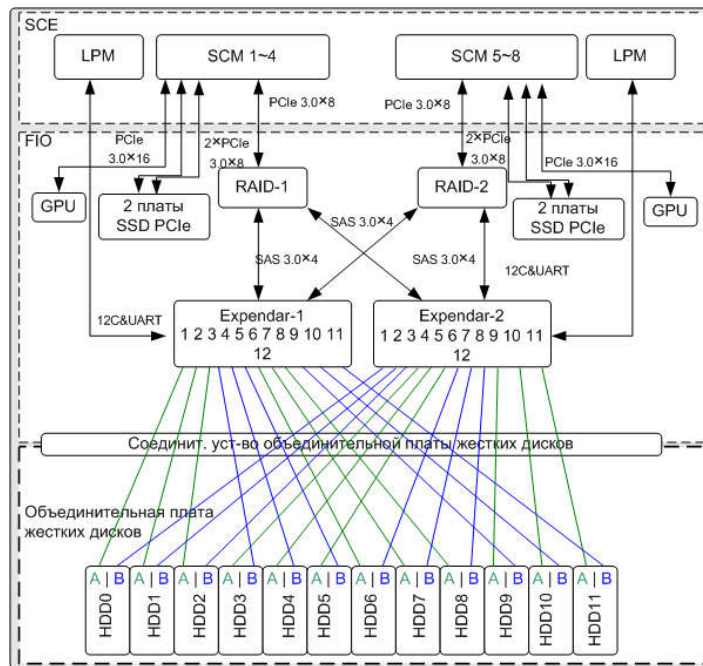 SCE
LPM
SCM 1~4
SCM 5~8
LPM
PCIe 3.0×8
PCIe 3.0×8
FIO
PCIe
3.0×16
2×PCIe
3.0×8
2×PCIe
3.0×8
PCIe 3.0×16
RAID-1
RAID-2
GPU
2 платы
SSD PCIe
2 платы
SSD PCIe
GPU
SAS 3.0×4
SAS 3.0×4
SAS 3.0×4
12C&UART
12C&UART
Expendar-1
1 2 3 4 5 6 7 8 9 10 11
12
Expendar-2
1 2 3 4 5 6 7 8 9 10 11
12
Соединит. уст-во объединительной платы жестких дисков
Объединительная плата
жестких дисков
A | B
A | B
A | B
A | B
A | B
A | B
A | B
A | B
A | B
A | B
A | B
A | B
HDD0
HDD1
HDD2
HDD3
HDD4
HDD5
HDD6
HDD7
HDD8
HDD9
HDD10
HDD11